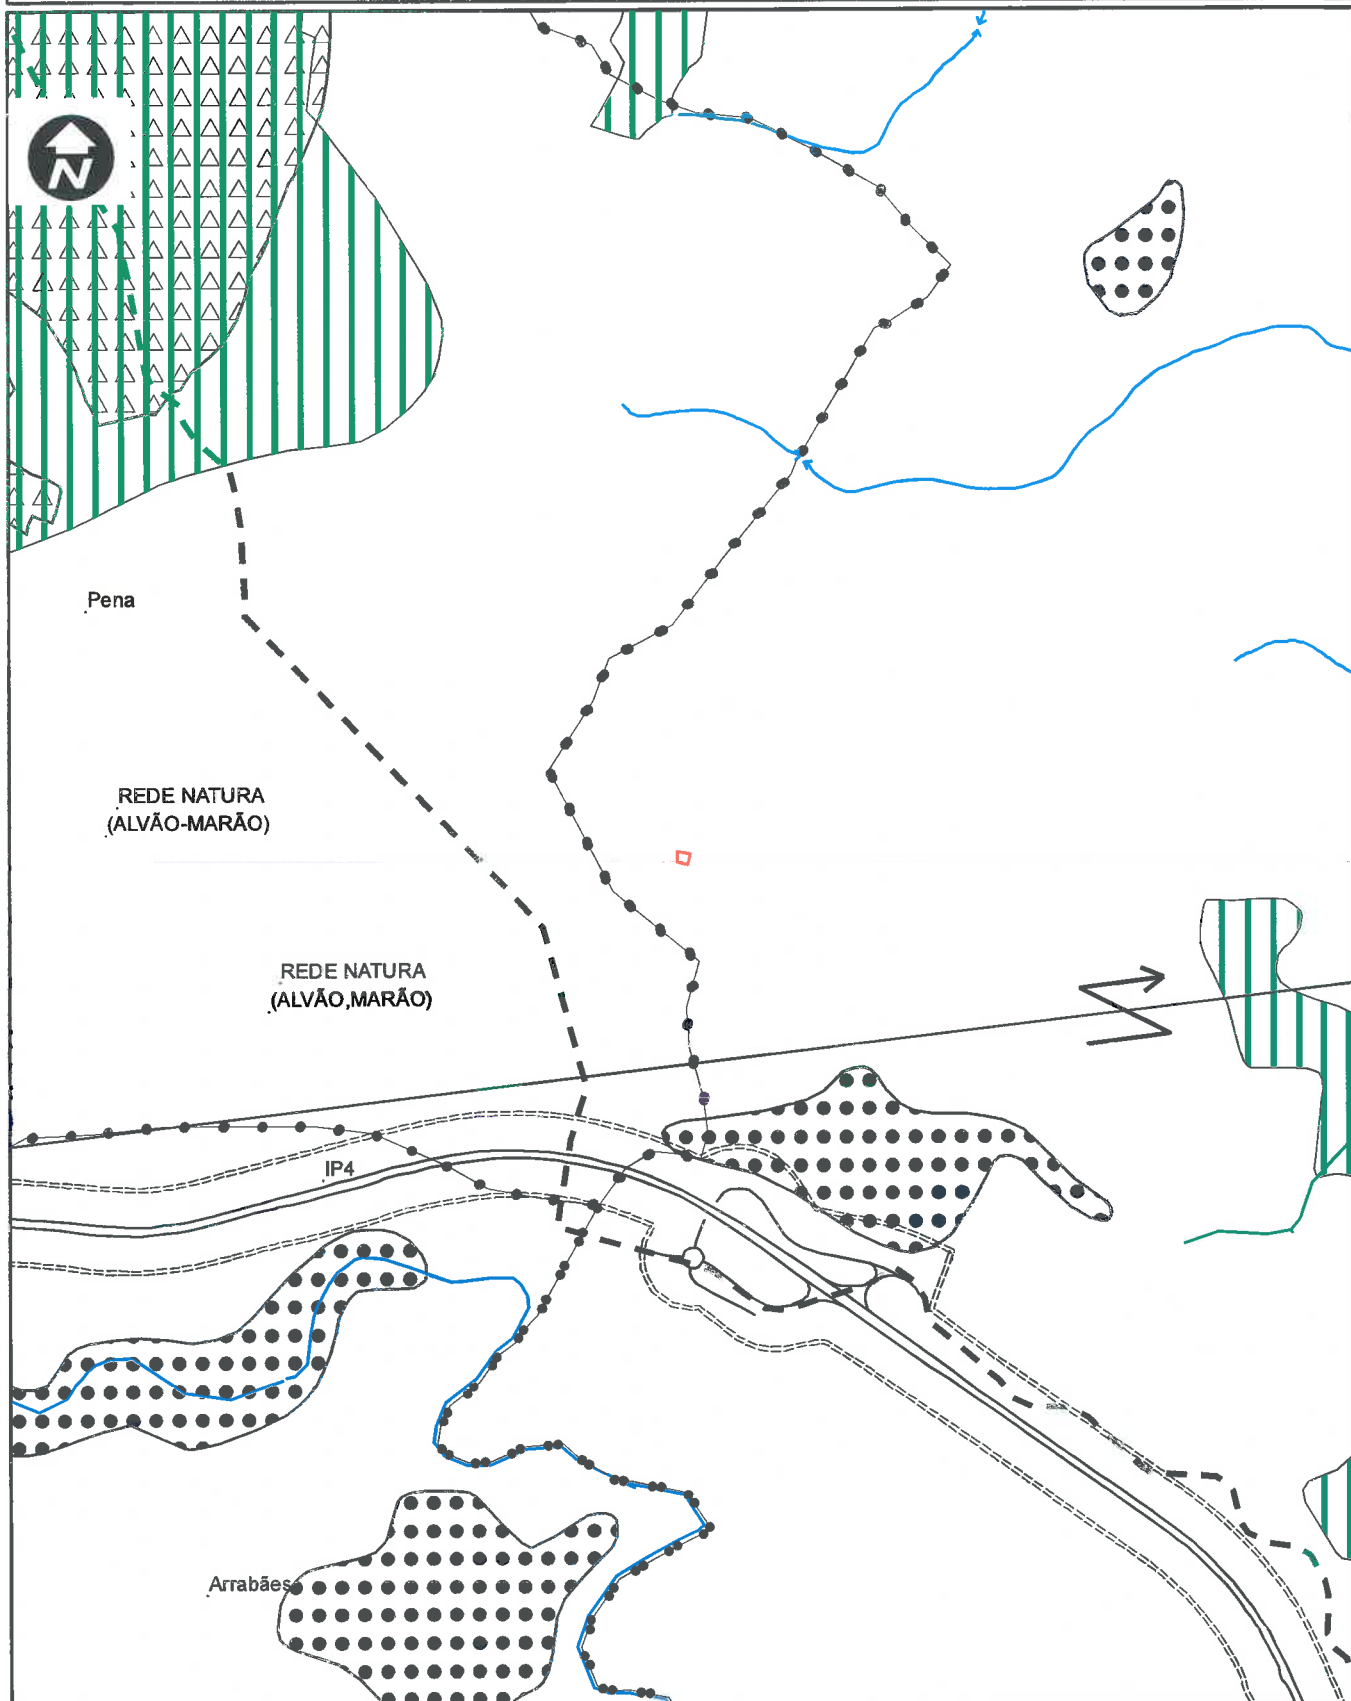 N
Pena
REDE NATURA
(ALVÃO-MARÃO)
REDE NATURA
(ALVÃO,MARÃO)
IP4
Arrabães